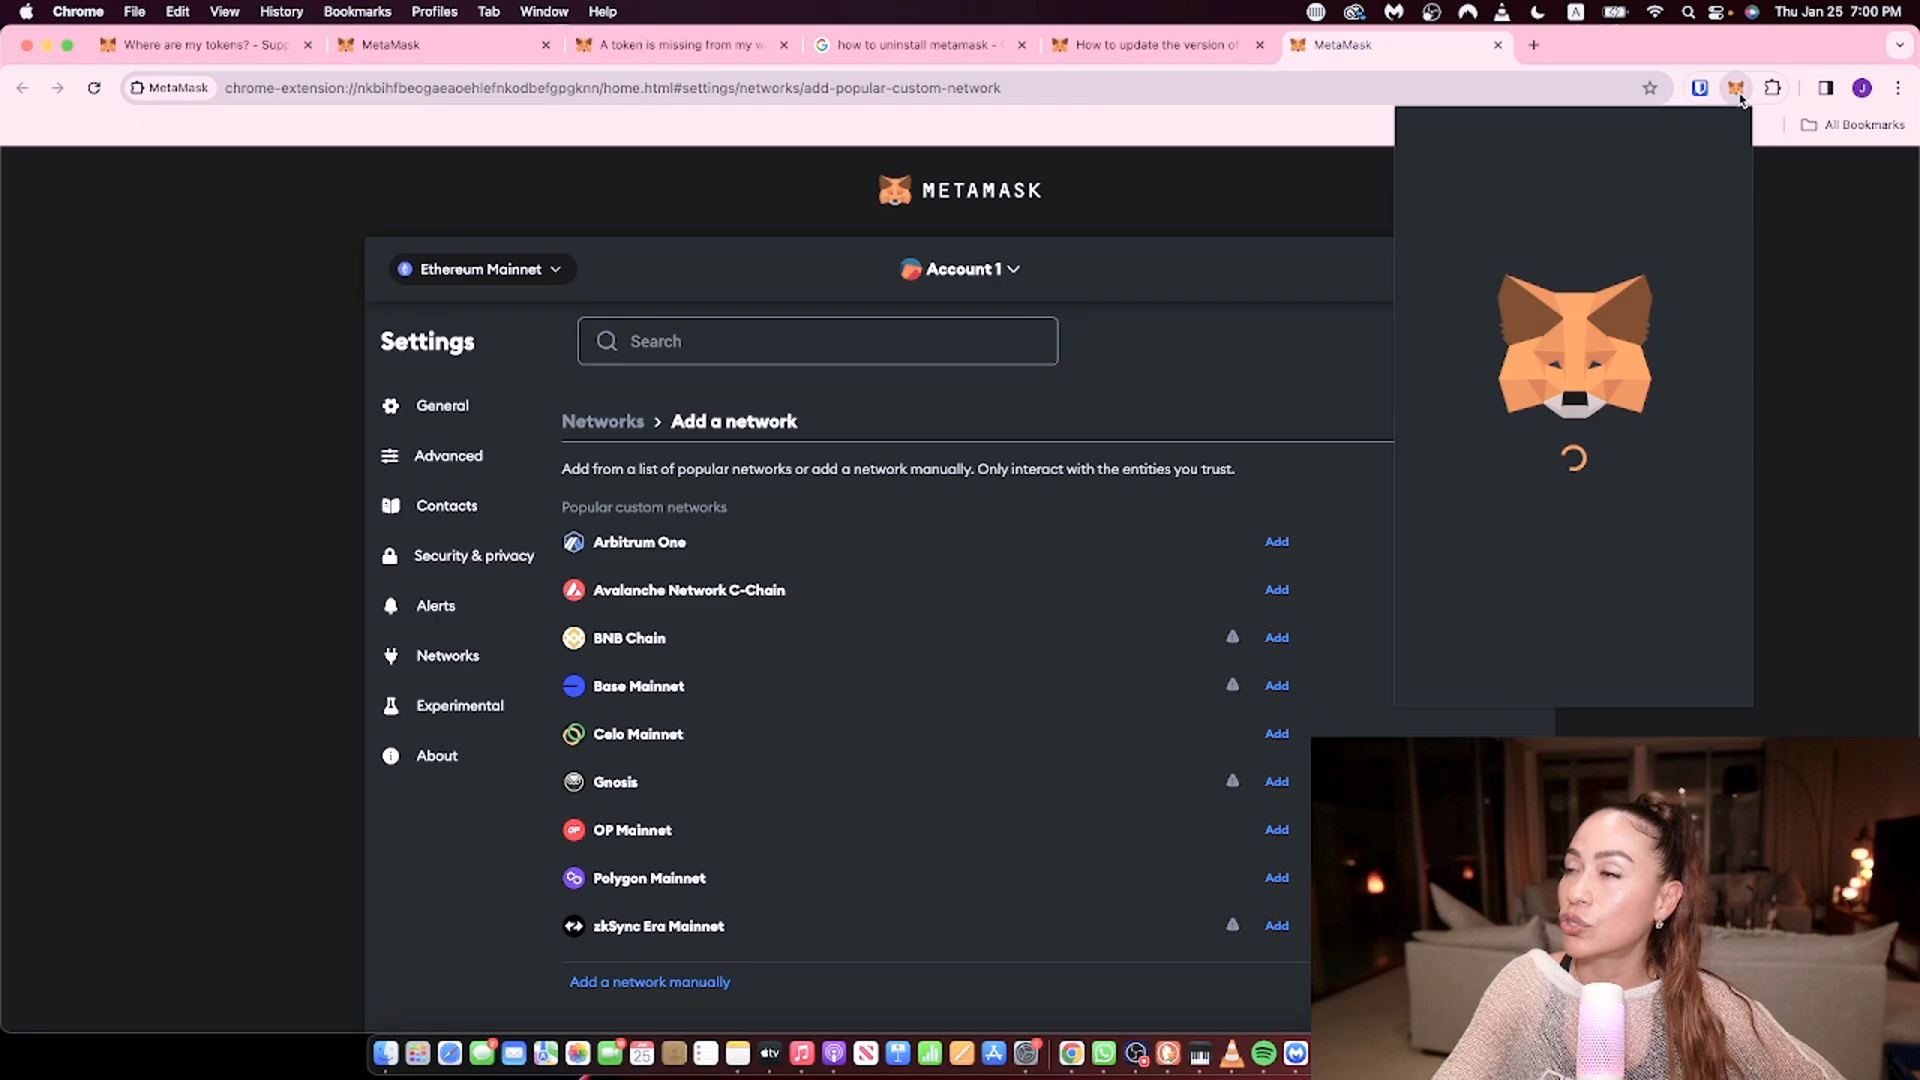 Chrome File Edit View History Bookmarks Profiles Tab Window Help A Thu Jan 25 7:00 PM
Where are my tokens? - Supp
MetaMask
A token is missing from my w
how to uninstall metamask -
How to update the version of
MetaMask
MetaMask chrome-extension://nkbihfbeogaeaoehlefnkodbefgpgknn/home.html#settings/networks/add-popular-custom-network
J
All Bookmarks
METAMASK
Ethereum Mainnet
Account 1
Settings
Search
General
Advanced
Contacts
Security & privacy
Alerts
Networks
Experimental
About
Networks > Add a network
Add from a list of popular networks or add a network manually. Only interact with the entities you trust.
Popular custom networks
Arbitrum One Add
Avalanche Network C-Chain Add
BNB Chain Add
Base Mainnet Add
Celo Mainnet Add
Gnosis Add
OP OP Mainnet Add
Polygon Mainnet Add
zkSync Era Mainnet Add
Add a network manually
25
tv